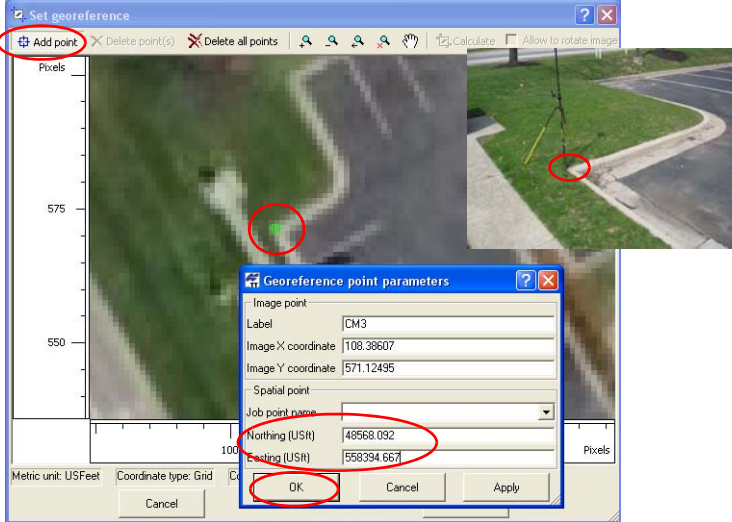 Set georeference
Add point Delete point(s) Delete all points Calculate Allow to rotate image
Pixels
575
550
Georeference point parameters
Image point
Label CM3
Image X coordinate 108.38607
Image Y coordinate 571.12495
Spatial point
Job point name
Northing (USft) 48568.092
Easting (USft) 558394.667
OK Cancel Apply
100 Pixels
Metric unit: USFeet Coordinate type: Grid
Cancel